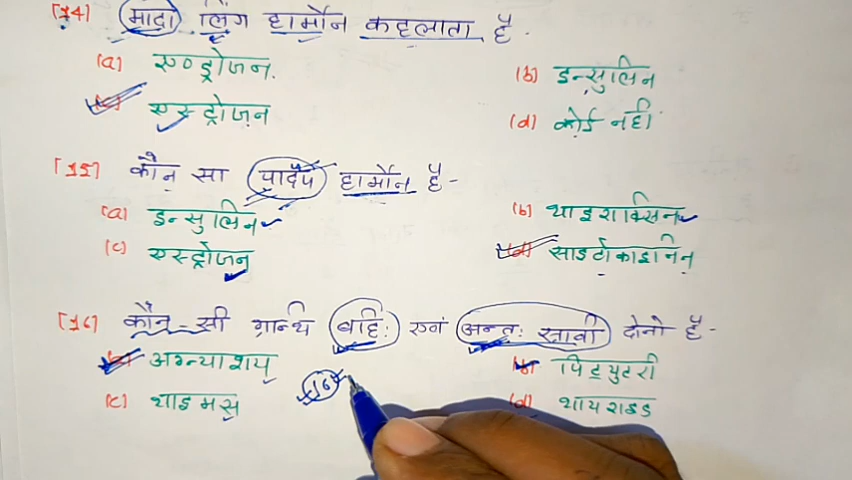 [14] मादा लिंग हार्मोन कहलाता है -
(a) एण्ड्रोजन. (b) इन्सुलिन
(c) एस्ट्रोजन (d) कोई नहीं
[15] कौन सा पादप हार्मोन है -
(a) इन्सुलिन (b) थाइराक्सिन
(c) एस्ट्रोजन (d) साइटोकाइनिन
[16] कौन - सी ग्रन्थि बहिः एवं अन्तः स्रावी दोनो है -
(a) अग्न्याशय (b) पिट्युटरी
(c) थाइमस (d) थायराइड
16